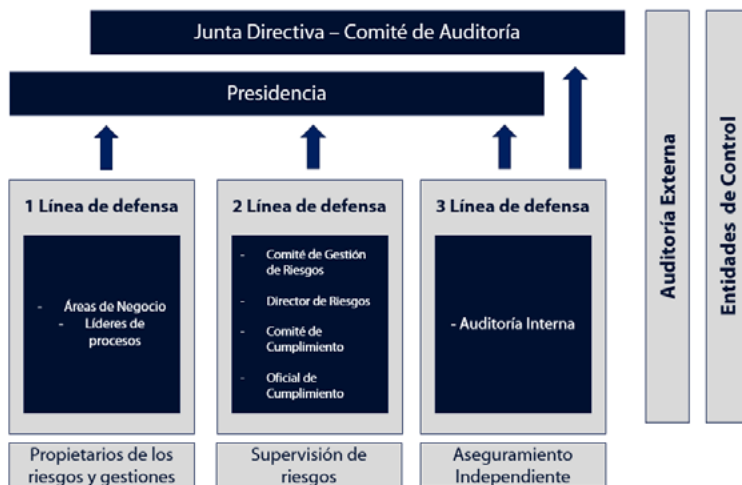 Junta Directiva – Comité de Auditoría
Presidencia
1 Línea de defensa
- Áreas de Negocio
- Líderes de
procesos
Propietarios de los
riesgos y gestiones
2 Línea de defensa
- Comité de Gestión
de Riesgos
- Director de Riesgos
- Comité de
Cumplimiento
- Oficial de
Cumplimiento
Supervisión de
riesgos
3 Línea de defensa
- Auditoría Interna
Aseguramiento
Independiente
Auditoría Externa
Entidades de Control